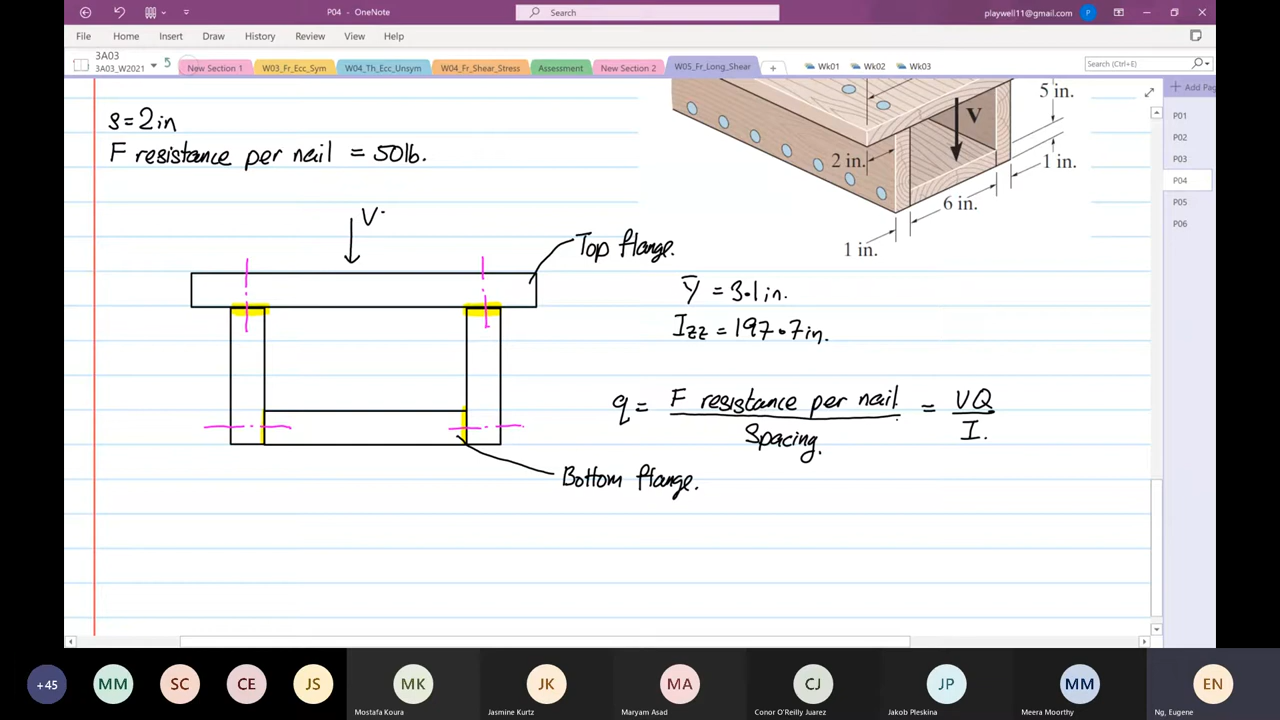 P04 - OneNote
Search
playwell11@gmail.com
P
File
Home
Insert
Draw
History
Review
View
Help
3A03
3A03_W2021
5
New Section 1
W03_Fr_Ecc_Sym
W04_Th_Ecc_Unsym
W04_Fr_Shear_Stress
Assessment
New Section 2
W05_Fr_Long_Shear
+
Wk01
Wk02
Wk03
Search (Ctrl+E)
Add Pag
P01
P02
P03
P04
P05
P06
s = 2 in
F resistance per nail = 50lb.
V
5 in.
2 in.
1 in.
6 in.
1 in.
V.
Top flange.
Y̅ = 3.1 in.
Izz = 197.7 in.
q = F resistance per nail / Spacing. = VQ / I.
Bottom flange.
+45
MM
SC
CE
JS
MK
Mostafa Koura
JK
Jasmine Kurtz
MA
Maryam Asad
CJ
Conor O'Reilly Juarez
JP
Jakob Pleskina
MM
Meera Moorthy
EN
Ng, Eugene